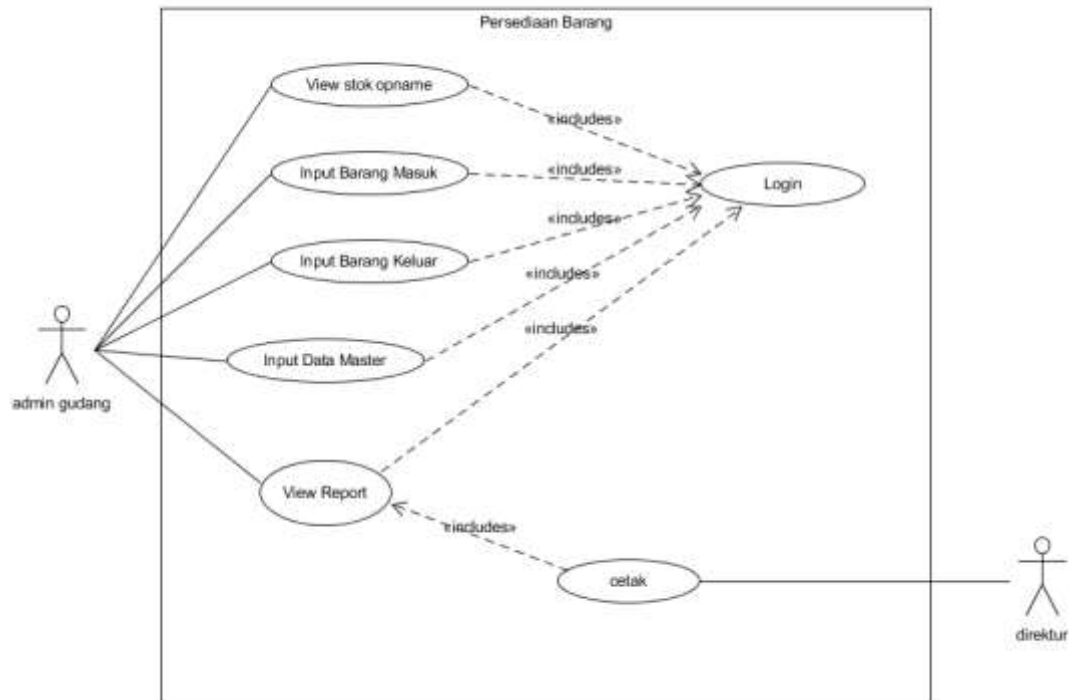 Persediaan Barang
View stok opname
«includes»
Input Barang Masuk
«includes»
Login
«includes»
Input Barang Keluar
«includes»
«includes»
Input Data Master
admin gudang
View Report
«includes»
cetak
direktur